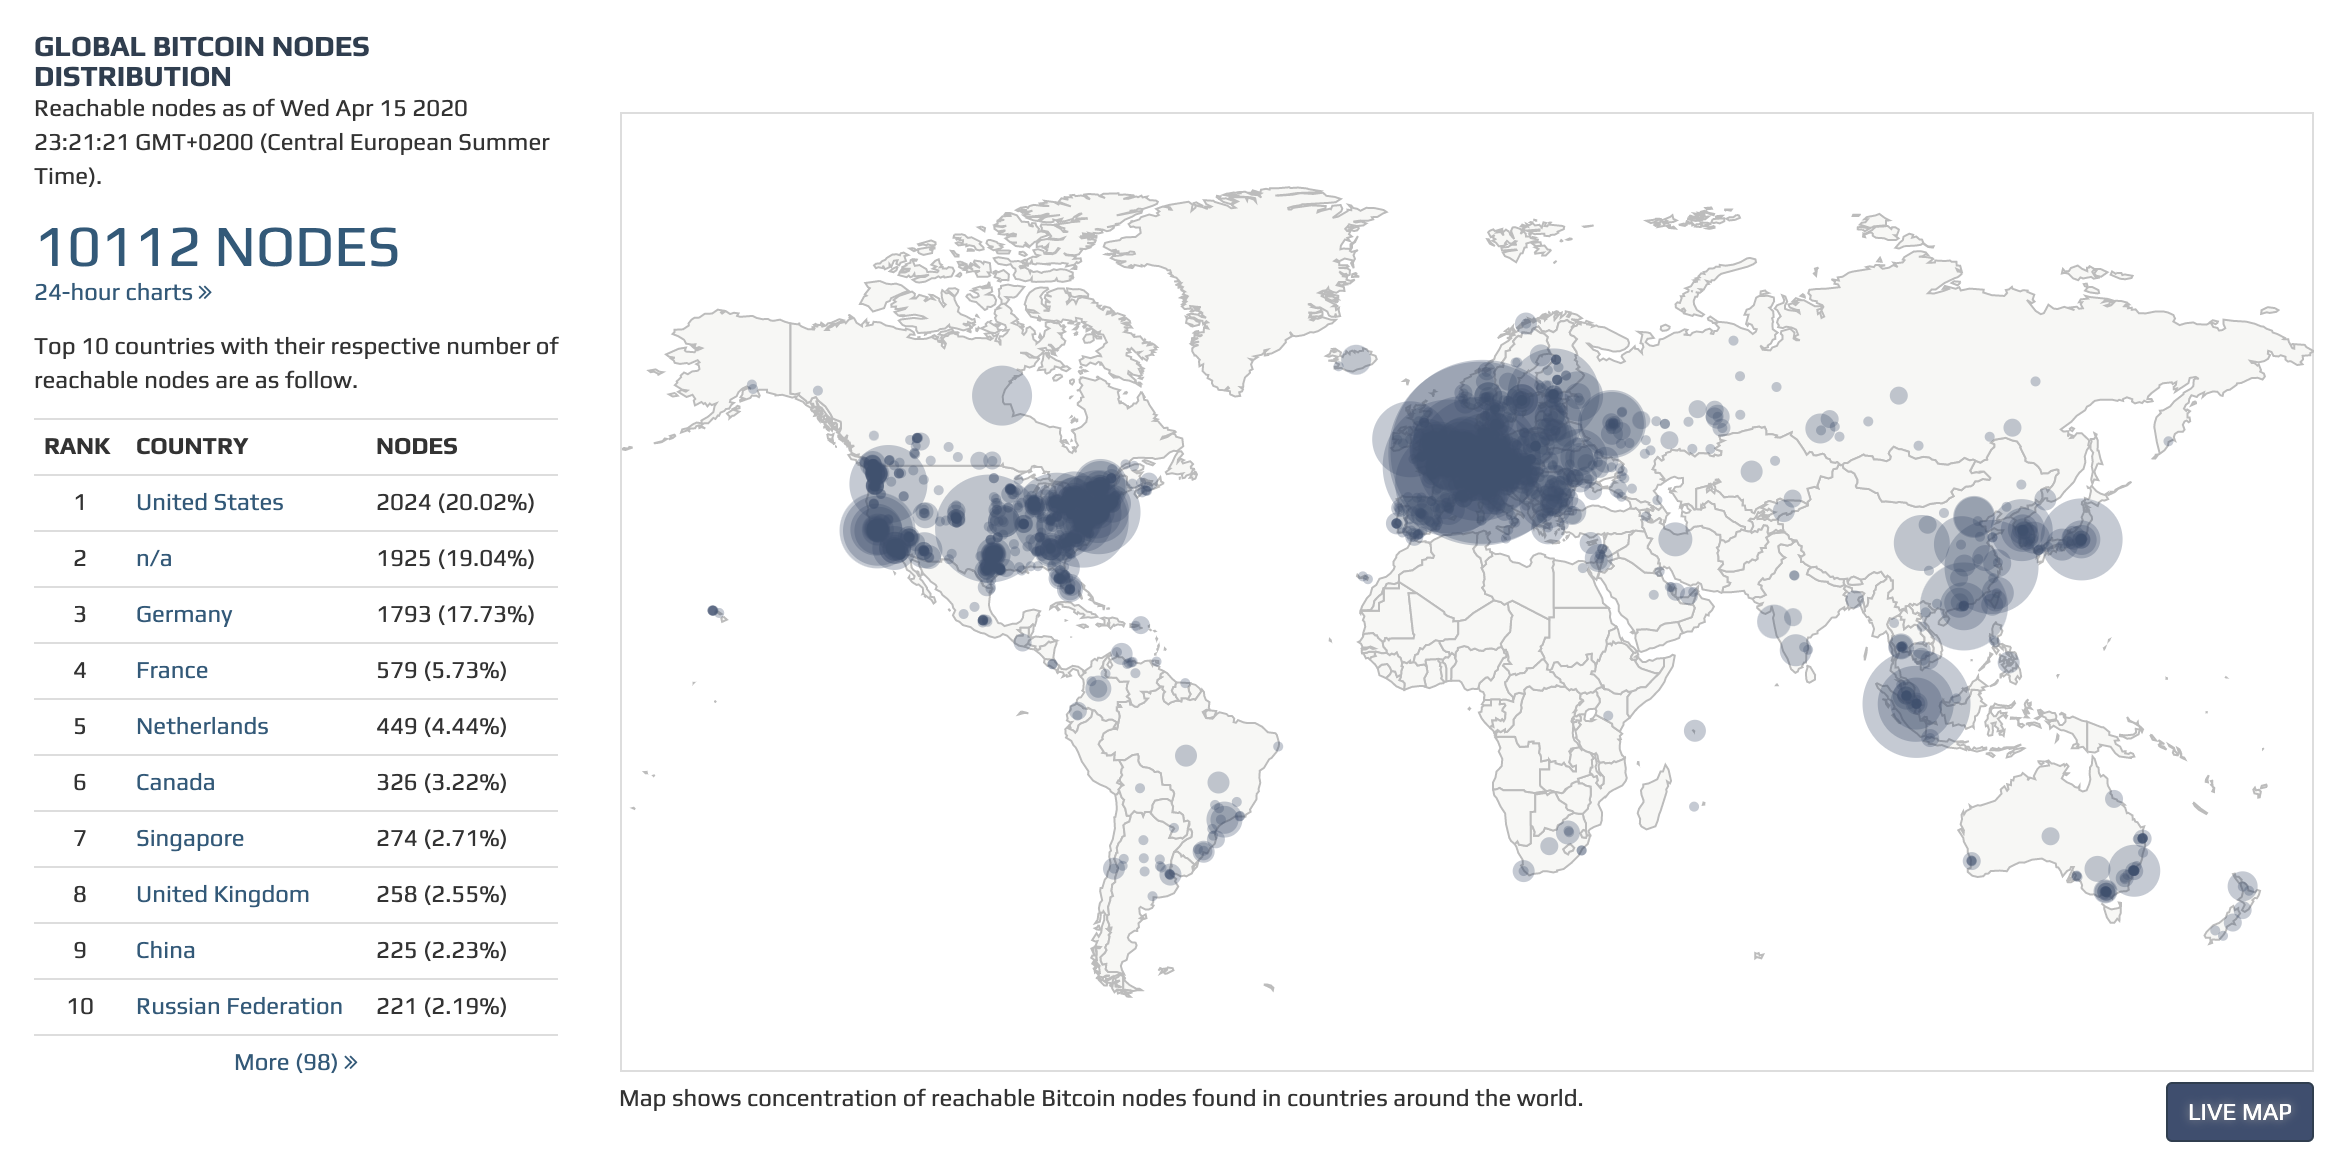 GLOBAL BITCOIN NODES
DISTRIBUTION
Reachable nodes as of Wed Apr 15 2020
23:21:21 GMT+0200 (Central European Summer
Time).
10112 NODES
24-hour charts »
Top 10 countries with their respective number of
reachable nodes are as follow.
RANK COUNTRY NODES
1 United States 2024 (20.02%)
2 n/a 1925 (19.04%)
3 Germany 1793 (17.73%)
4 France 579 (5.73%)
5 Netherlands 449 (4.44%)
6 Canada 326 (3.22%)
7 Singapore 274 (2.71%)
8 United Kingdom 258 (2.55%)
9 China 225 (2.23%)
10 Russian Federation 221 (2.19%)
More (98) »
Map shows concentration of reachable Bitcoin nodes found in countries around the world.
LIVE MAP